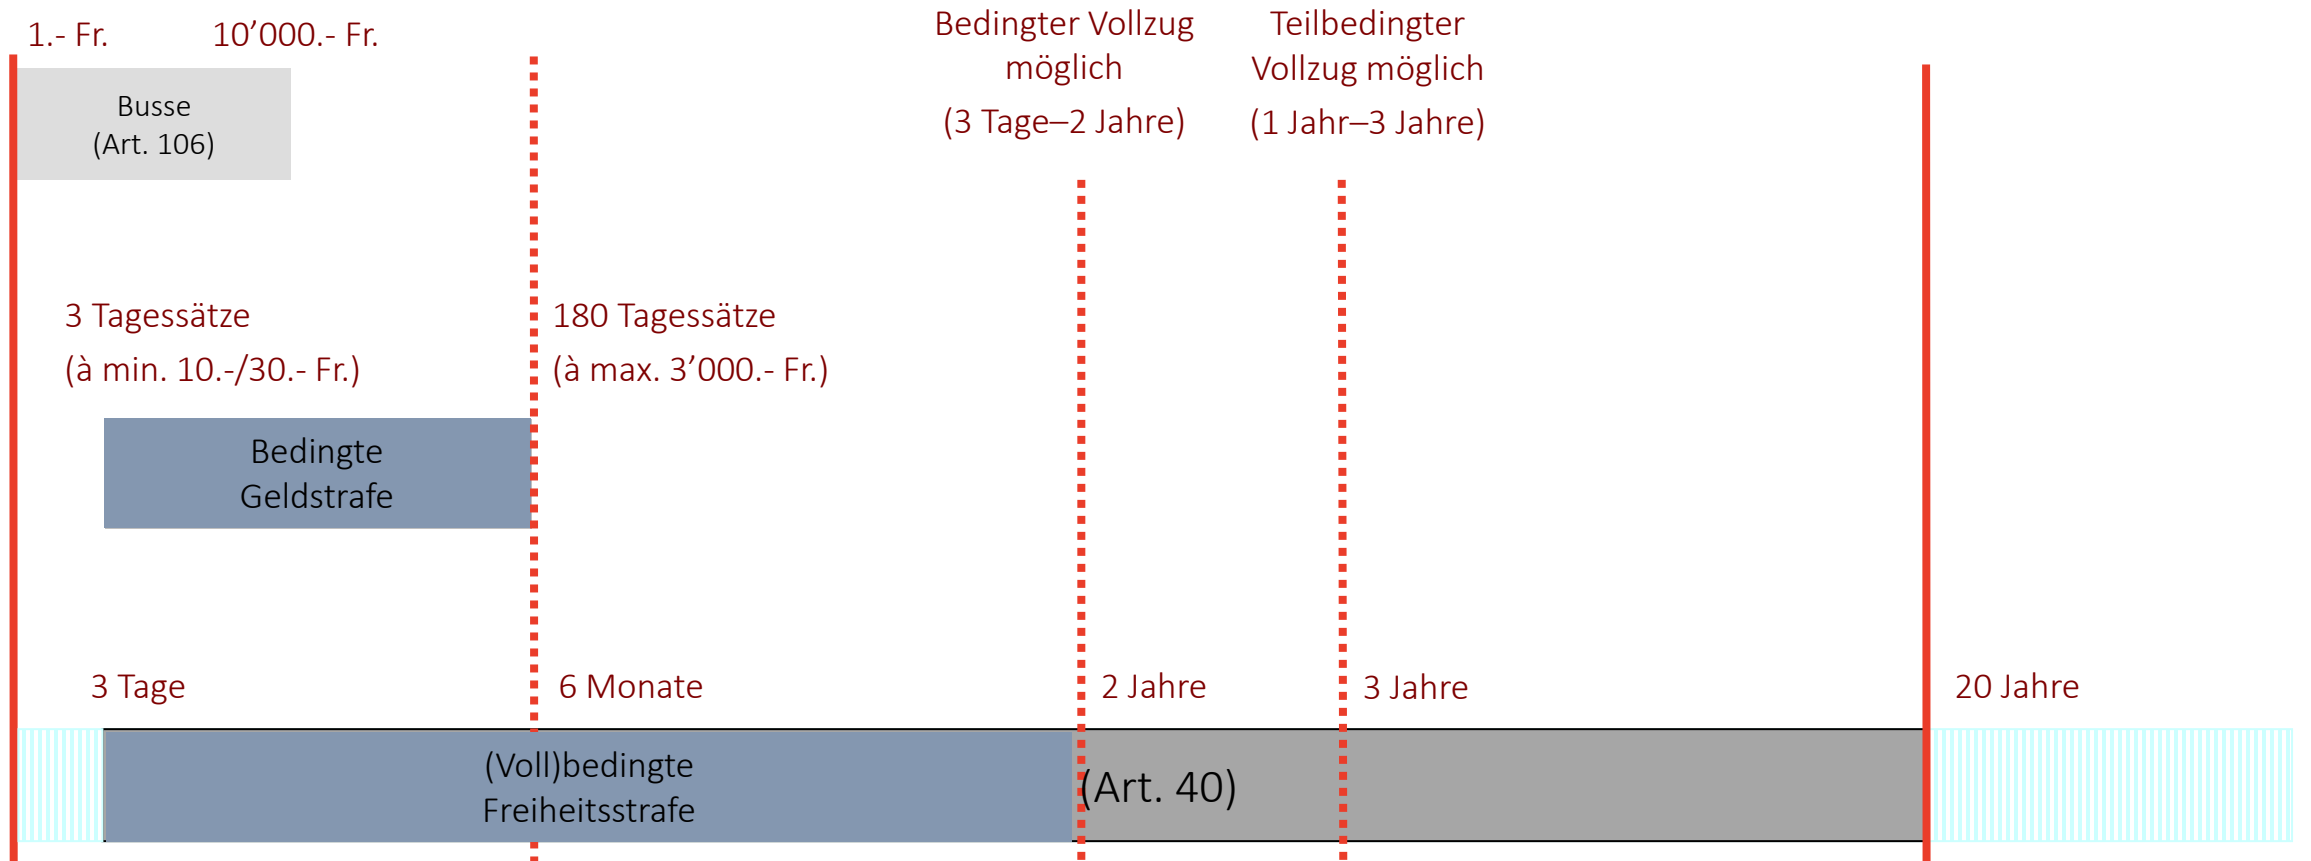 1.- Fr.
10’000.- Fr.
Bedingter Vollzug
möglich
(3 Tage–2 Jahre)
Teilbedingter
Vollzug möglich
(1 Jahr–3 Jahre)
Busse
(Art. 106)
3 Tagessätze
(à min. 10.-/30.- Fr.)
180 Tagessätze
(à max. 3’000.- Fr.)
Bedingte
Geldstrafe
3 Tage
6 Monate
2 Jahre
3 Jahre
20 Jahre
(Voll)bedingte
Freiheitsstrafe
(Art. 40)